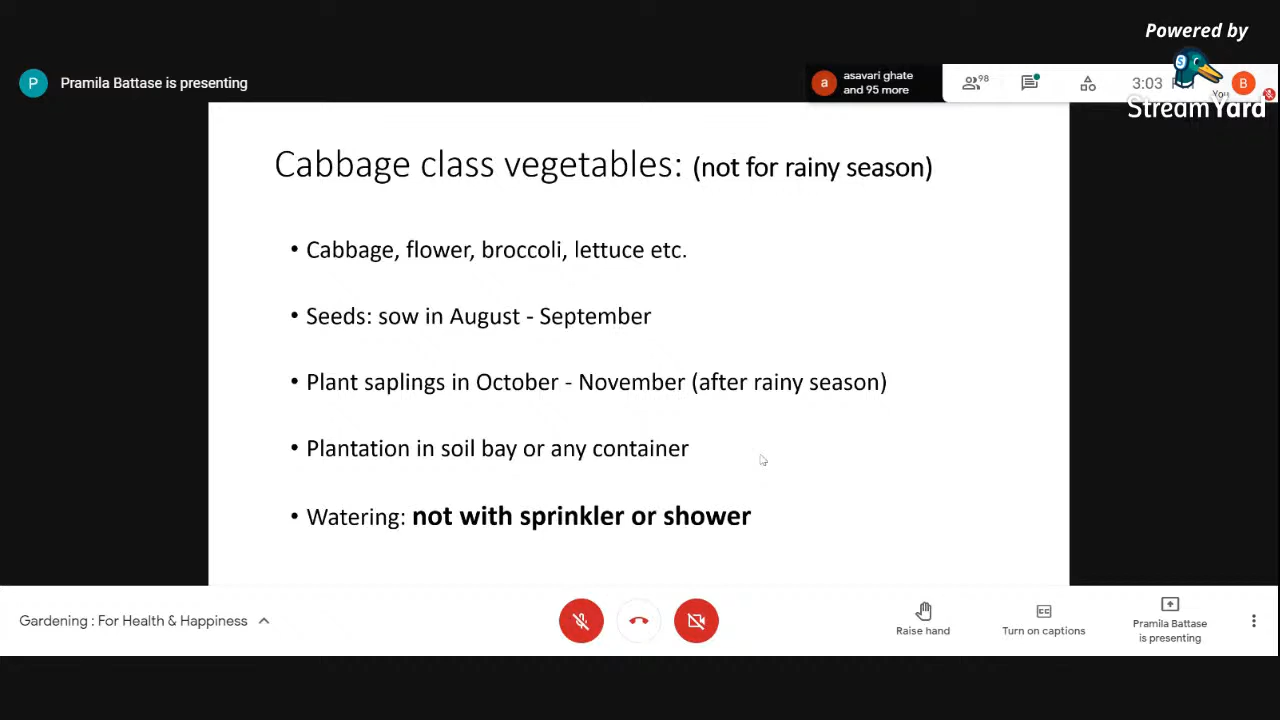 Powered by
P
Pramila Battase is presenting
a
asavari ghate
and 95 more
98
3:03
You
B
StreamYard
Cabbage class vegetables: (not for rainy season)
• Cabbage, flower, broccoli, lettuce etc.
• Seeds: sow in August - September
• Plant saplings in October - November (after rainy season)
• Plantation in soil bay or any container
• Watering: not with sprinkler or shower
Gardening : For Health & Happiness
Raise hand
CC
Turn on captions
Pramila Battase
is presenting